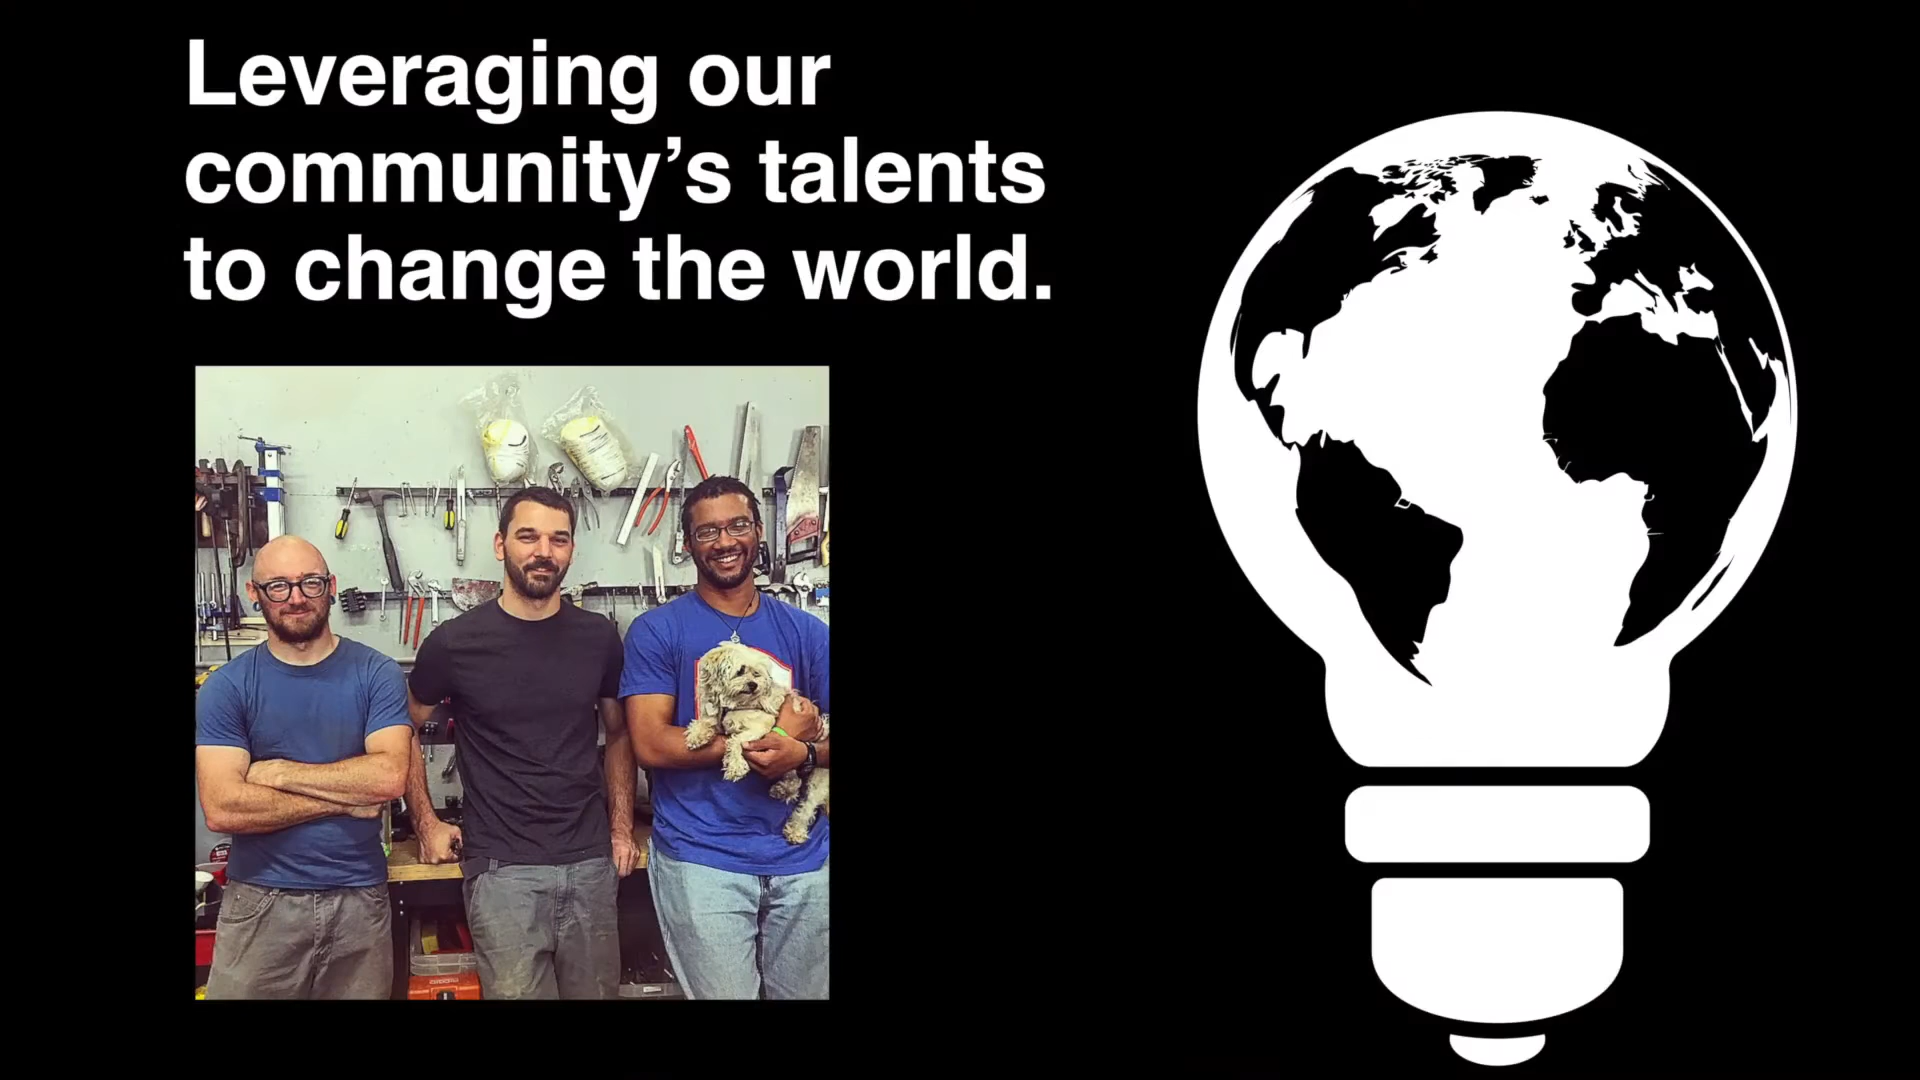 Leveraging our
community’s talents
to change the world.